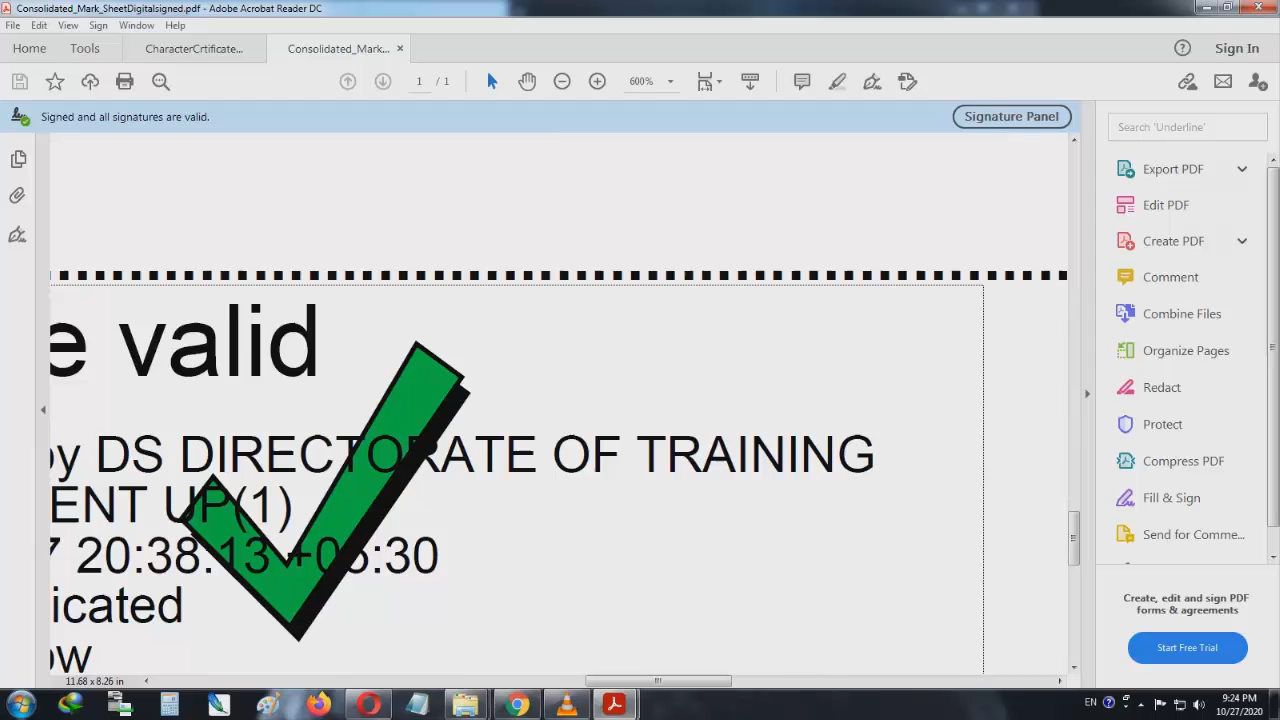 Consolidated_Mark_SheetDigitalsigned.pdf - Adobe Acrobat Reader DC
File Edit View Sign Window Help
Home Tools CharacterCrtificate... Consolidated_Mark... × Sign In
1 / 1 600%
Signed and all signatures are valid. Signature Panel
Search 'Underline'
Export PDF
Edit PDF
Create PDF
Comment
Combine Files
Organize Pages
Redact
Protect
Compress PDF
Fill & Sign
Send for Comme...
Create, edit and sign PDF
forms & agreements
Start Free Trial
e valid
by DS DIRECTORATE OF TRAINING
ENT UP(1)
7 20:38:13 +05:30
icated
ow
11.68 x 8.26 in
EN 9:24 PM
10/27/2020